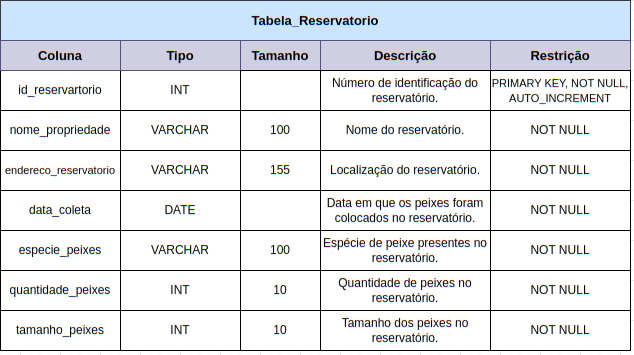 Tabela_Reservatorio
Coluna Tipo Tamanho Descrição Restrição
id_reservartorio INT Número de identificação do reservatório. PRIMARY KEY, NOT NULL, AUTO_INCREMENT
nome_propriedade VARCHAR 100 Nome do reservatório. NOT NULL
endereco_reservatorio VARCHAR 155 Localização do reservatório. NOT NULL
data_coleta DATE Data em que os peixes foram colocados no reservatório. NOT NULL
especie_peixes VARCHAR 100 Espécie de peixe presentes no reservatório. NOT NULL
quantidade_peixes INT 10 Quantidade de peixes no reservatório. NOT NULL
tamanho_peixes INT 10 Tamanho dos peixes no reservatório. NOT NULL